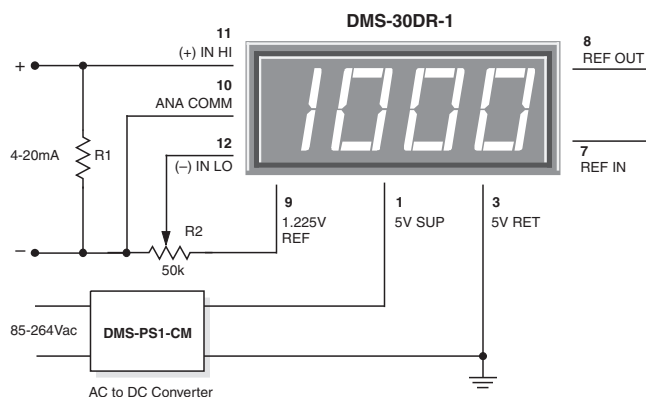 DMS-30DR-1
11
(+) IN HI
8
REF OUT
+
10
ANA COMM
1000
12
(–) IN LO
7
REF IN
4-20mA
R1
9
1.225V
REF
1
5V SUP
3
5V RET
–
R2
50k
85-264Vac
DMS-PS1-CM
AC to DC Converter